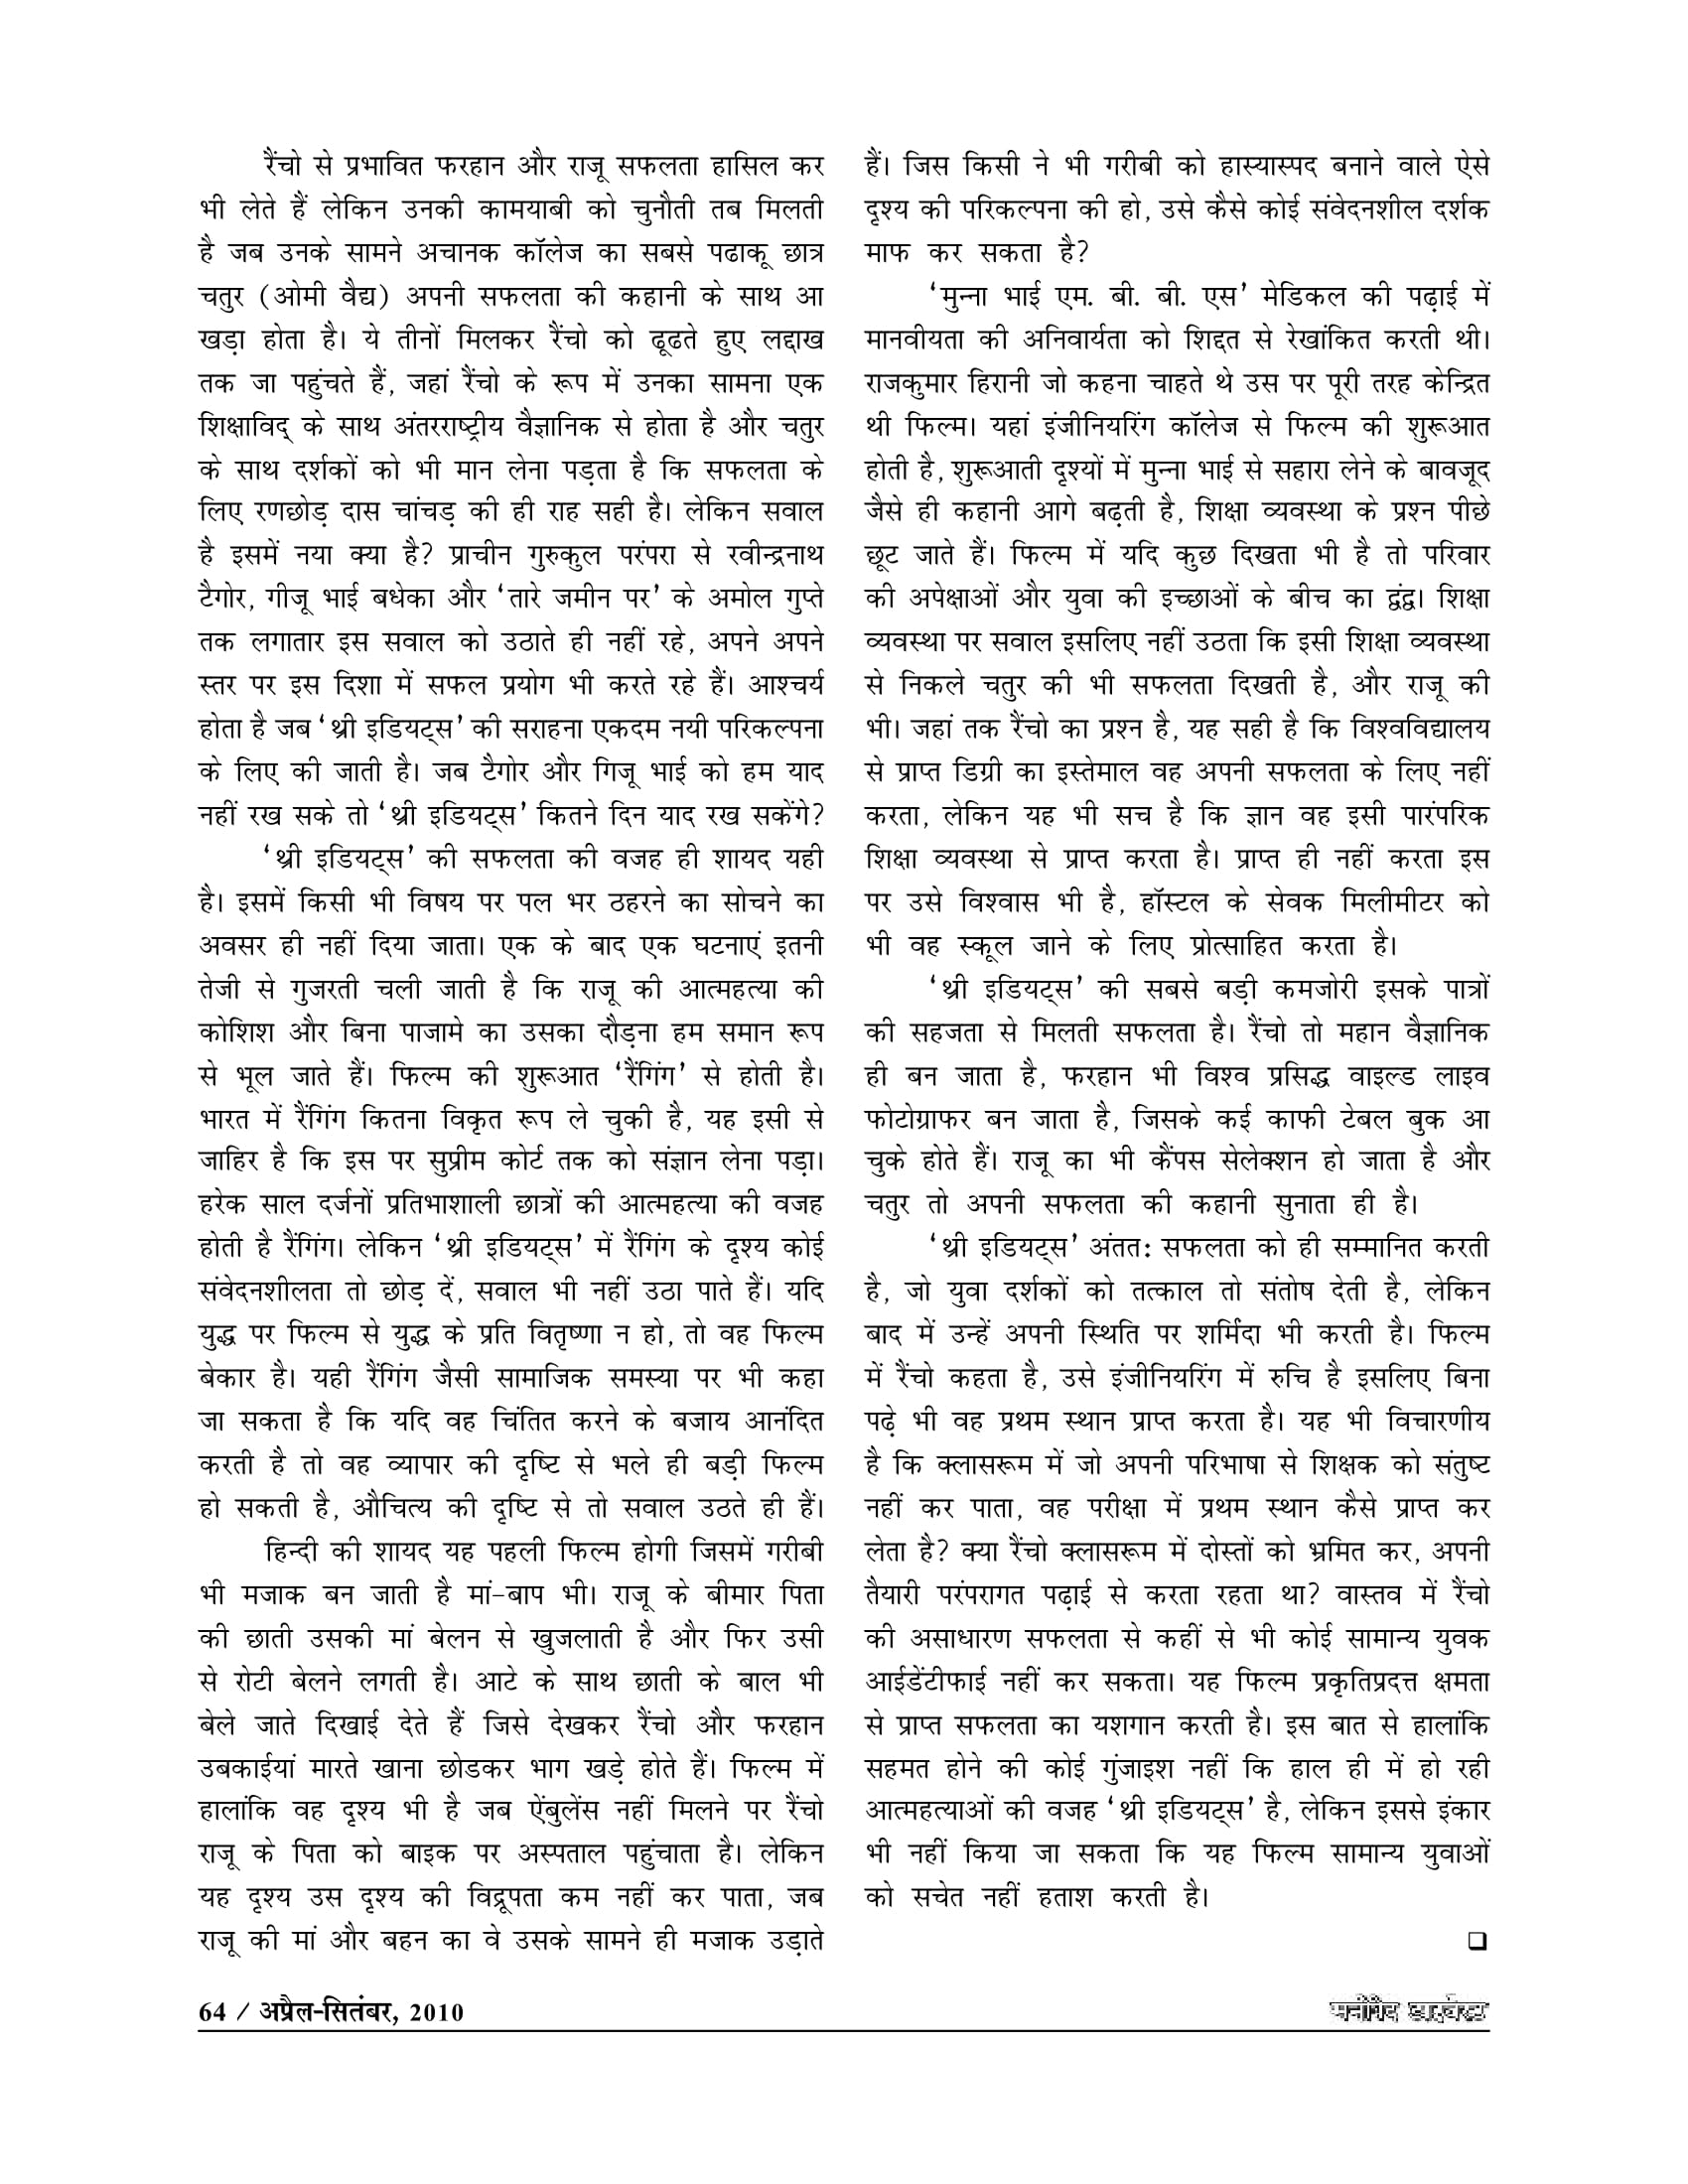 रैंचो से प्रभावित फरहान और राजू सफलता हासिल कर
भी लेते हैं लेकिन उनकी कामयाबी को चुनौती तब मिलती
है जब उनके सामने अचानक कॉलेज का सबसे पढाकू छात्र
चतुर (ओमी वैद्य) अपनी सफलता की कहानी के साथ आ
खड़ा होता है। ये तीनों मिलकर रैंचो को ढूढते हुए लद्दाख
तक जा पहुंचते हैं, जहां रैंचो के रूप में उनका सामना एक
शिक्षाविद् के साथ अंतरराष्ट्रीय वैज्ञानिक से होता है और चतुर
के साथ दर्शकों को भी मान लेना पड़ता है कि सफलता के
लिए रणछोड़ दास चांचड़ की ही राह सही है। लेकिन सवाल
है इसमें नया क्या है? प्राचीन गुरुकुल परंपरा से रवीन्द्रनाथ
टैगोर, गीजू भाई बधेका और ‘तारे जमीन पर’ के अमोल गुप्ते
तक लगातार इस सवाल को उठाते ही नहीं रहे, अपने अपने
स्तर पर इस दिशा में सफल प्रयोग भी करते रहे हैं। आश्चर्य
होता है जब ‘थ्री इडियट्स’ की सराहना एकदम नयी परिकल्पना
के लिए की जाती है। जब टैगोर और गिजू भाई को हम याद
नहीं रख सके तो ‘थ्री इडियट्स’ कितने दिन याद रख सकेंगे?
‘थ्री इडियट्स’ की सफलता की वजह ही शायद यही
है। इसमें किसी भी विषय पर पल भर ठहरने का सोचने का
अवसर ही नहीं दिया जाता। एक के बाद एक घटनाएं इतनी
तेजी से गुजरती चली जाती है कि राजू की आत्महत्या की
कोशिश और बिना पाजामे का उसका दौड़ना हम समान रूप
से भूल जाते हैं। फिल्म की शुरूआत ‘रैंगिंग’ से होती है।
भारत में रैंगिंग कितना विकृत रूप ले चुकी है, यह इसी से
जाहिर है कि इस पर सुप्रीम कोर्ट तक को संज्ञान लेना पड़ा।
हरेक साल दर्जनों प्रतिभाशाली छात्रों की आत्महत्या की वजह
होती है रैंगिंग। लेकिन ‘थ्री इडियट्स’ में रैंगिंग के दृश्य कोई
संवेदनशीलता तो छोड़ दें, सवाल भी नहीं उठा पाते हैं। यदि
युद्ध पर फिल्म से युद्ध के प्रति वितृष्णा न हो, तो वह फिल्म
बेकार है। यही रैंगिंग जैसी सामाजिक समस्या पर भी कहा
जा सकता है कि यदि वह चिंतित करने के बजाय आनंदित
करती है तो वह व्यापार की दृष्टि से भले ही बड़ी फिल्म
हो सकती है, औचित्य की दृष्टि से तो सवाल उठते ही हैं।
हिन्दी की शायद यह पहली फिल्म होगी जिसमें गरीबी
भी मजाक बन जाती है मां-बाप भी। राजू के बीमार पिता
की छाती उसकी मां बेलन से खुजलाती है और फिर उसी
से रोटी बेलने लगती है। आटे के साथ छाती के बाल भी
बेले जाते दिखाई देते हैं जिसे देखकर रैंचो और फरहान
उबकाईयां मारते खाना छोडकर भाग खड़े होते हैं। फिल्म में
हालांकि वह दृश्य भी है जब ऐंबुलेंस नहीं मिलने पर रैंचो
राजू के पिता को बाइक पर अस्पताल पहुंचाता है। लेकिन
यह दृश्य उस दृश्य की विद्रूपता कम नहीं कर पाता, जब
राजू की मां और बहन का वे उसके सामने ही मजाक उड़ाते
हैं। जिस किसी ने भी गरीबी को हास्यास्पद बनाने वाले ऐसे
दृश्य की परिकल्पना की हो, उसे कैसे कोई संवेदनशील दर्शक
माफ कर सकता है?
‘मुन्ना भाई एम. बी. बी. एस’ मेडिकल की पढ़ाई में
मानवीयता की अनिवार्यता को शिद्दत से रेखांकित करती थी।
राजकुमार हिरानी जो कहना चाहते थे उस पर पूरी तरह केन्द्रित
थी फिल्म। यहां इंजीनियरिंग कॉलेज से फिल्म की शुरूआत
होती है, शुरूआती दृश्यों में मुन्ना भाई से सहारा लेने के बावजूद
जैसे ही कहानी आगे बढ़ती है, शिक्षा व्यवस्था के प्रश्न पीछे
छूट जाते हैं। फिल्म में यदि कुछ दिखता भी है तो परिवार
की अपेक्षाओं और युवा की इच्छाओं के बीच का द्वंद्व। शिक्षा
व्यवस्था पर सवाल इसलिए नहीं उठता कि इसी शिक्षा व्यवस्था
से निकले चतुर की भी सफलता दिखती है, और राजू की
भी। जहां तक रैंचो का प्रश्न है, यह सही है कि विश्वविद्यालय
से प्राप्त डिग्री का इस्तेमाल वह अपनी सफलता के लिए नहीं
करता, लेकिन यह भी सच है कि ज्ञान वह इसी पारंपरिक
शिक्षा व्यवस्था से प्राप्त करता है। प्राप्त ही नहीं करता इस
पर उसे विश्वास भी है, हॉस्टल के सेवक मिलीमीटर को
भी वह स्कूल जाने के लिए प्रोत्साहित करता है।
‘थ्री इडियट्स’ की सबसे बड़ी कमजोरी इसके पात्रों
की सहजता से मिलती सफलता है। रैंचो तो महान वैज्ञानिक
ही बन जाता है, फरहान भी विश्व प्रसिद्ध वाइल्ड लाइव
फोटोग्राफर बन जाता है, जिसके कई काफी टेबल बुक आ
चुके होते हैं। राजू का भी कैंपस सेलेक्शन हो जाता है और
चतुर तो अपनी सफलता की कहानी सुनाता ही है।
‘थ्री इडियट्स’ अंततः सफलता को ही सम्मानित करती
है, जो युवा दर्शकों को तत्काल तो संतोष देती है, लेकिन
बाद में उन्हें अपनी स्थिति पर शर्मिंदा भी करती है। फिल्म
में रैंचो कहता है, उसे इंजीनियरिंग में रुचि है इसलिए बिना
पढ़े भी वह प्रथम स्थान प्राप्त करता है। यह भी विचारणीय
है कि क्लासरूम में जो अपनी परिभाषा से शिक्षक को संतुष्ट
नहीं कर पाता, वह परीक्षा में प्रथम स्थान कैसे प्राप्त कर
लेता है? क्या रैंचो क्लासरूम में दोस्तों को भ्रमित कर, अपनी
तैयारी परंपरागत पढ़ाई से करता रहता था? वास्तव में रैंचो
की असाधारण सफलता से कहीं से भी कोई सामान्य युवक
आईडेंटीफाई नहीं कर सकता। यह फिल्म प्रकृतिप्रदत्त क्षमता
से प्राप्त सफलता का यशगान करती है। इस बात से हालांकि
सहमत होने की कोई गुंजाइश नहीं कि हाल ही में हो रही
आत्महत्याओं की वजह ‘थ्री इडियट्स’ है, लेकिन इससे इंकार
भी नहीं किया जा सकता कि यह फिल्म सामान्य युवाओं
को सचेत नहीं हताश करती है।
64 / अप्रैल-सितंबर, 2010